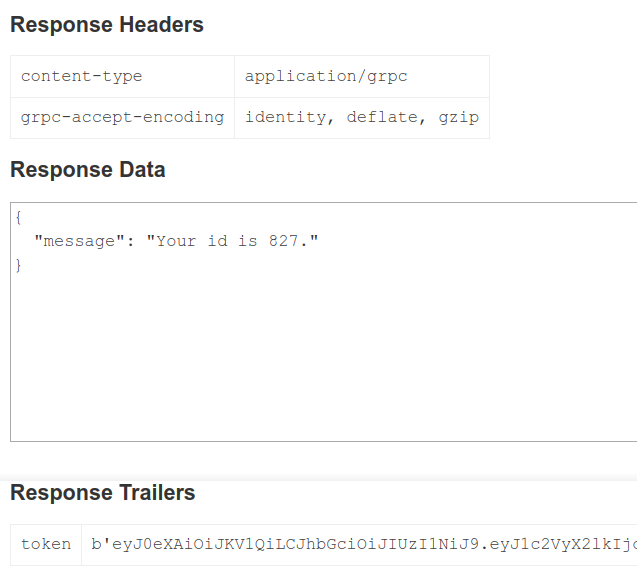 Response Headers
content-type application/grpc
grpc-accept-encoding identity, deflate, gzip
Response Data
{
"message": "Your id is 827."
}
Response Trailers
token b'eyJ0eXAiOiJKV1QiLCJhbGciOiJIUzI1NiJ9.eyJ1c2VyX2lkIjo